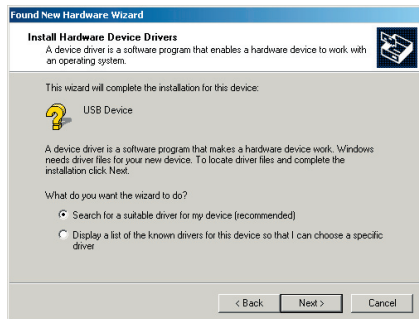 Found New Hardware Wizard
Install Hardware Device Drivers
A device driver is a software program that enables a hardware device to work with
an operating system.
This wizard will complete the installation for this device:
USB Device
A device driver is a software program that makes a hardware device work. Windows
needs driver files for your new device. To locate driver files and complete the
installation click Next.
What do you want the wizard to do?
Search for a suitable driver for my device (recommended)
Display a list of the known drivers for this device so that I can choose a specific
driver
< Back Next > Cancel